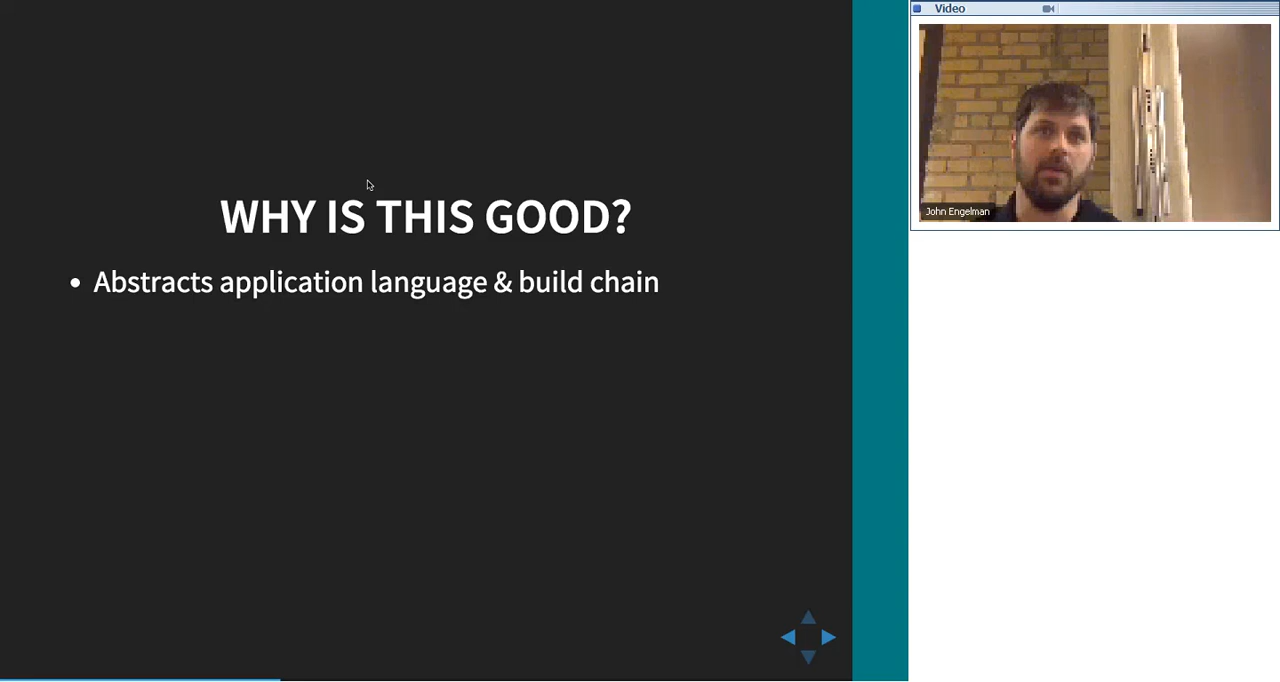 Video
John Engelman
WHY IS THIS GOOD?
• Abstracts application language & build chain